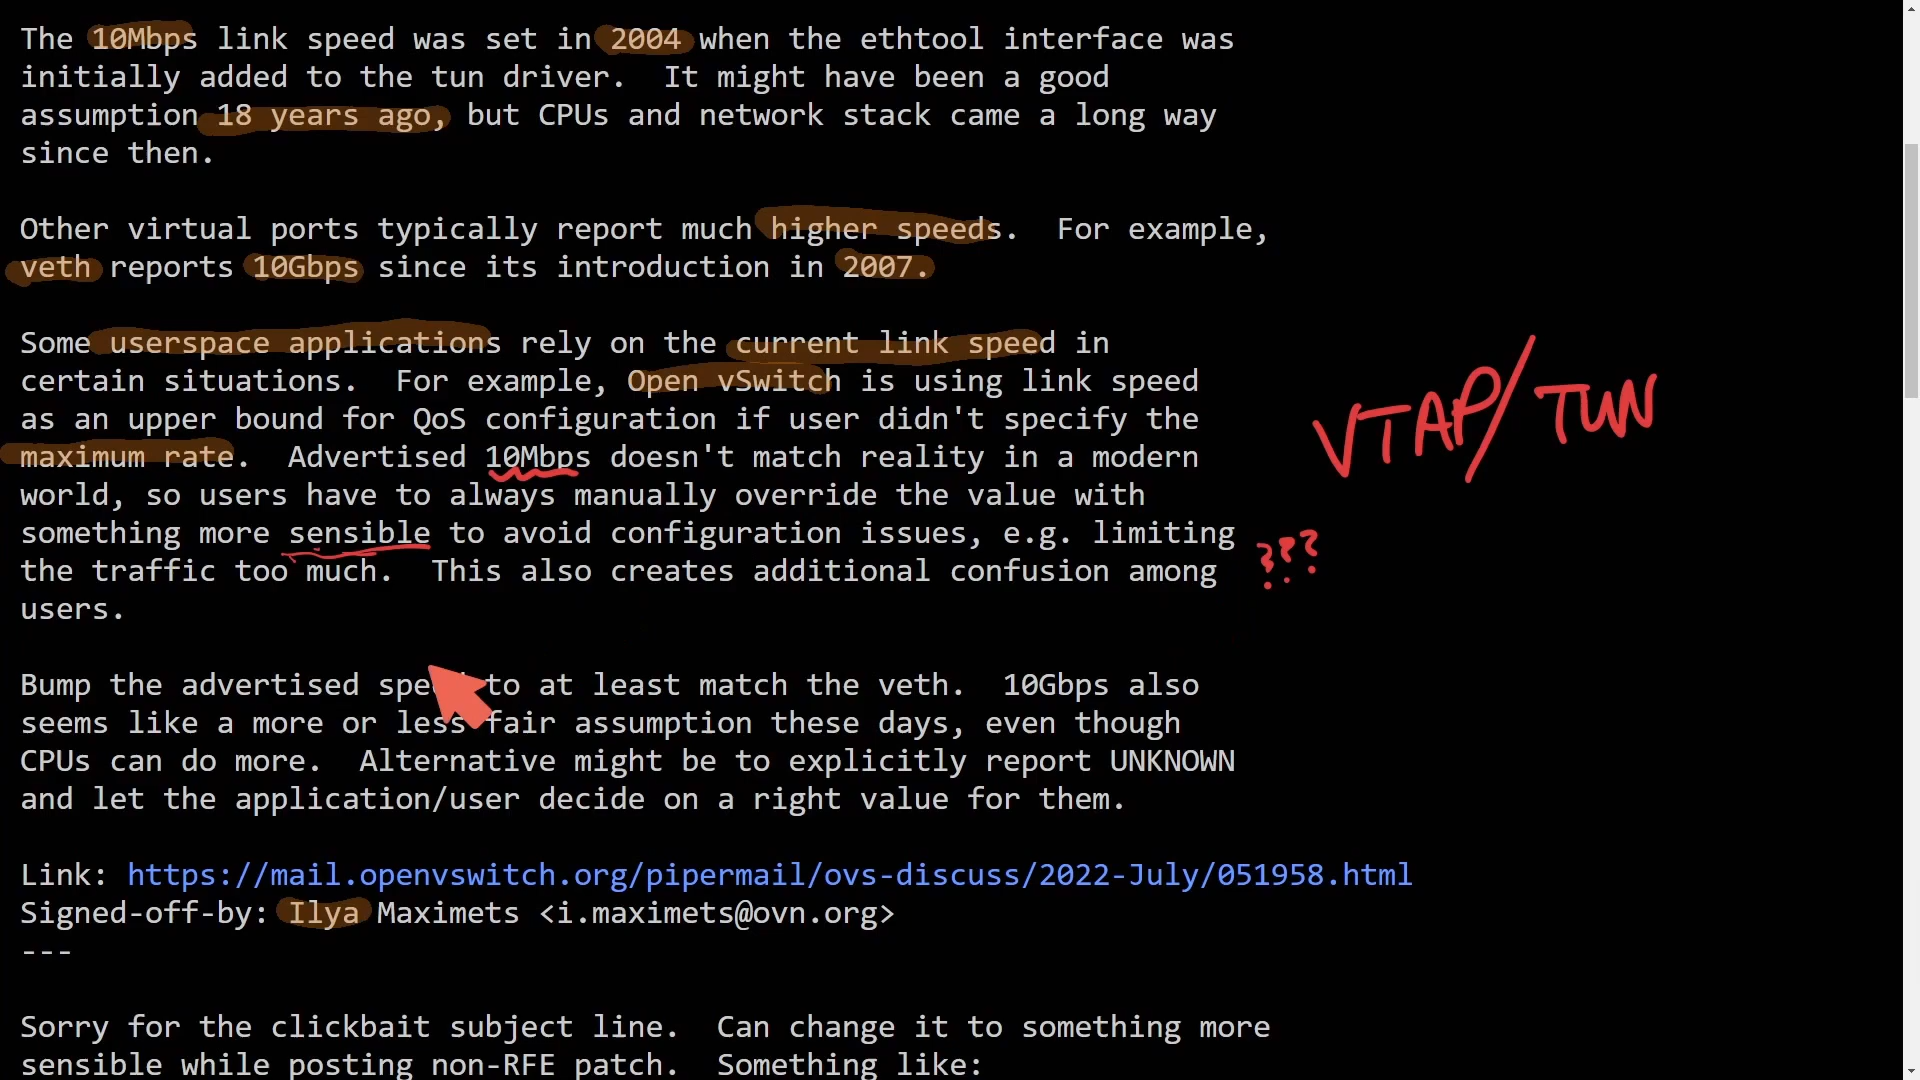 The 10Mbps link speed was set in 2004 when the ethtool interface was
initially added to the tun driver.  It might have been a good
assumption 18 years ago, but CPUs and network stack came a long way
since then.
Other virtual ports typically report much higher speeds.  For example,
veth reports 10Gbps since its introduction in 2007.
Some userspace applications rely on the current link speed in
certain situations.  For example, Open vSwitch is using link speed
as an upper bound for QoS configuration if user didn't specify the
maximum rate.  Advertised 10Mbps doesn't match reality in a modern
world, so users have to always manually override the value with
something more sensible to avoid configuration issues, e.g. limiting
the traffic too much.  This also creates additional confusion among
users.
VTAP/TUN
???
Bump the advertised speed to at least match the veth.  10Gbps also
seems like a more or less fair assumption these days, even though
CPUs can do more.  Alternative might be to explicitly report UNKNOWN
and let the application/user decide on a right value for them.
Link: https://mail.openvswitch.org/pipermail/ovs-discuss/2022-July/051958.html
Signed-off-by: Ilya Maximets <i.maximets@ovn.org>
---
Sorry for the clickbait subject line.  Can change it to something more
sensible while posting non-RFE patch.  Something like: